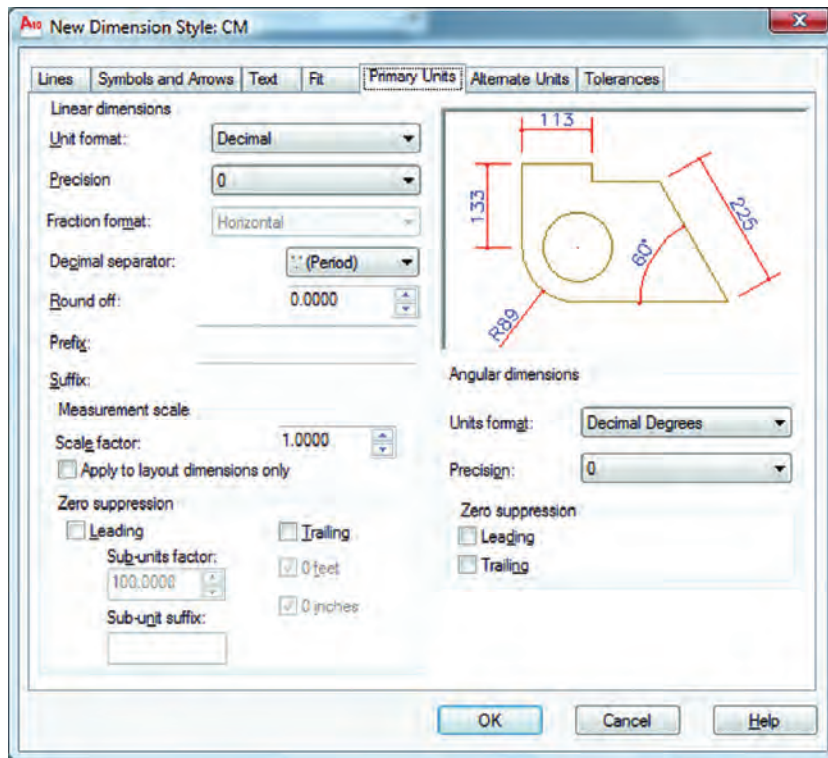 A10 New Dimension Style: CM
Lines Symbols and Arrows Text Fit Primary Units Alternate Units Tolerances
Linear dimensions
Unit format: Decimal
Precision 0
Fraction format: Horizontal
Decimal separator: '.' (Period)
Round off: 0.0000
Prefix:
Suffix:
Measurement scale
Scale factor: 1.0000
Apply to layout dimensions only
Zero suppression
Leading Trailing
Sub-units factor: 0 feet
100.0000
0 inches
Sub-unit suffix:
113
133
225
60°
R89
Angular dimensions
Units format: Decimal Degrees
Precision: 0
Zero suppression
Leading
Trailing
OK Cancel Help